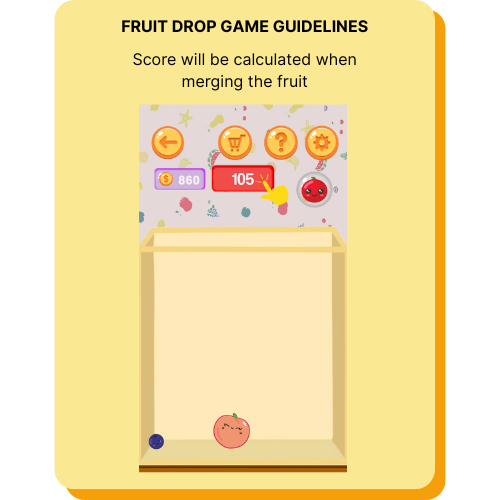 FRUIT DROP GAME GUIDELINES
Score will be calculated when
merging the fruit
?
$ 860
105